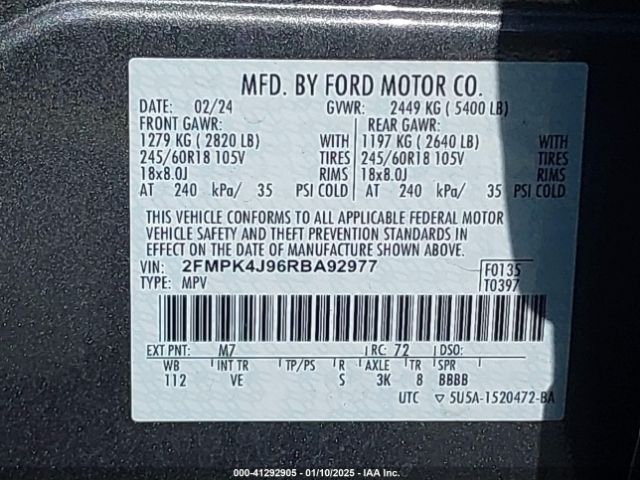 MFD. BY FORD MOTOR CO.
DATE: 02/24 GVWR: 2449 KG ( 5400 LB)
FRONT GAWR: REAR GAWR:
1279 KG ( 2820 LB) WITH 1197 KG ( 2640 LB) WITH
245/60R18 105V TIRES 245/60R18 105V TIRES
18x8.0J RIMS 18x8.0J RIMS
AT 240 kPa/ 35 PSI COLD AT 240 kPa/ 35 PSI COLD
THIS VEHICLE CONFORMS TO ALL APPLICABLE FEDERAL MOTOR
VEHICLE SAFETY AND THEFT PREVENTION STANDARDS IN
EFFECT ON THE DATE OF MANUFACTURE SHOWN ABOVE.
VIN: 2FMPK4J96RBA92977 F0135
TYPE: MPV T0397
EXT PNT: M7 RC: 72 DSO:
WB INT TR TP/PS R AXLE TR SPR
112 VE S 3K 8 BBBB
UTC ▽ 5U5A-1520472-BA
000-41292905 - 01/10/2025 - IAA Inc.